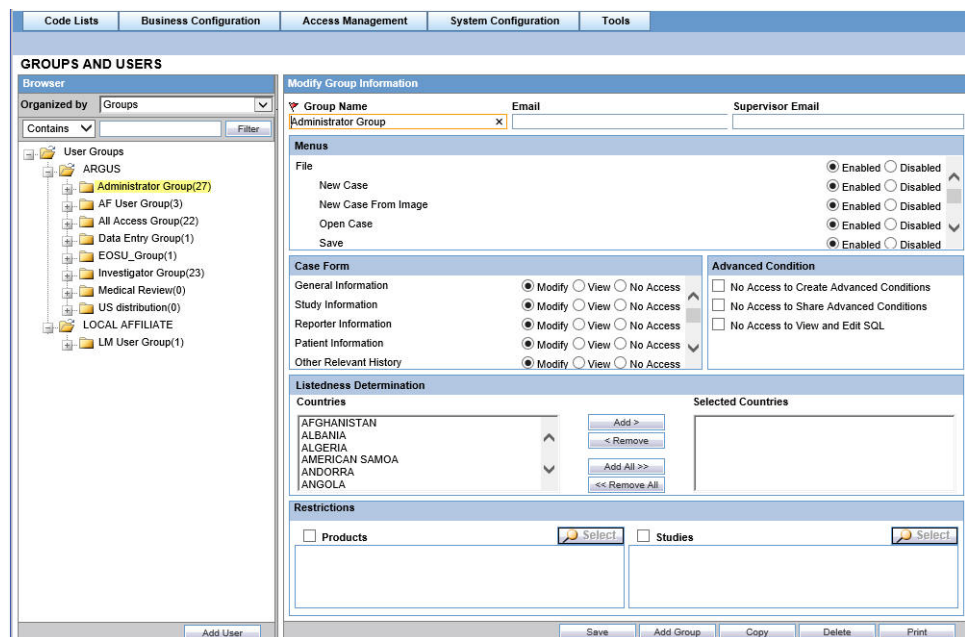 Code Lists Business Configuration Access Management System Configuration Tools
GROUPS AND USERS
Browser
Organized by Groups
Contains Filter
User Groups
ARGUS
Administrator Group(27)
AF User Group(3)
All Access Group(22)
Data Entry Group(1)
EOSU_Group(1)
Investigator Group(23)
Medical Review(0)
US distribution(0)
LOCAL AFFILIATE
LM User Group(1)
Add User
Modify Group Information
Group Name Email Supervisor Email
Administrator Group
Menus
File Enabled Disabled
New Case Enabled Disabled
New Case From Image Enabled Disabled
Open Case Enabled Disabled
Save Enabled Disabled
Case Form
General Information Modify View No Access
Study Information Modify View No Access
Reporter Information Modify View No Access
Patient Information Modify View No Access
Other Relevant History Modify View No Access
Advanced Condition
No Access to Create Advanced Conditions
No Access to Share Advanced Conditions
No Access to View and Edit SQL
Listedness Determination
Countries
AFGHANISTAN
ALBANIA
ALGERIA
AMERICAN SAMOA
ANDORRA
ANGOLA
Add >
< Remove
Add All >>
<< Remove All
Selected Countries
Restrictions
Products Select
Studies Select
Save Add Group Copy Delete Print